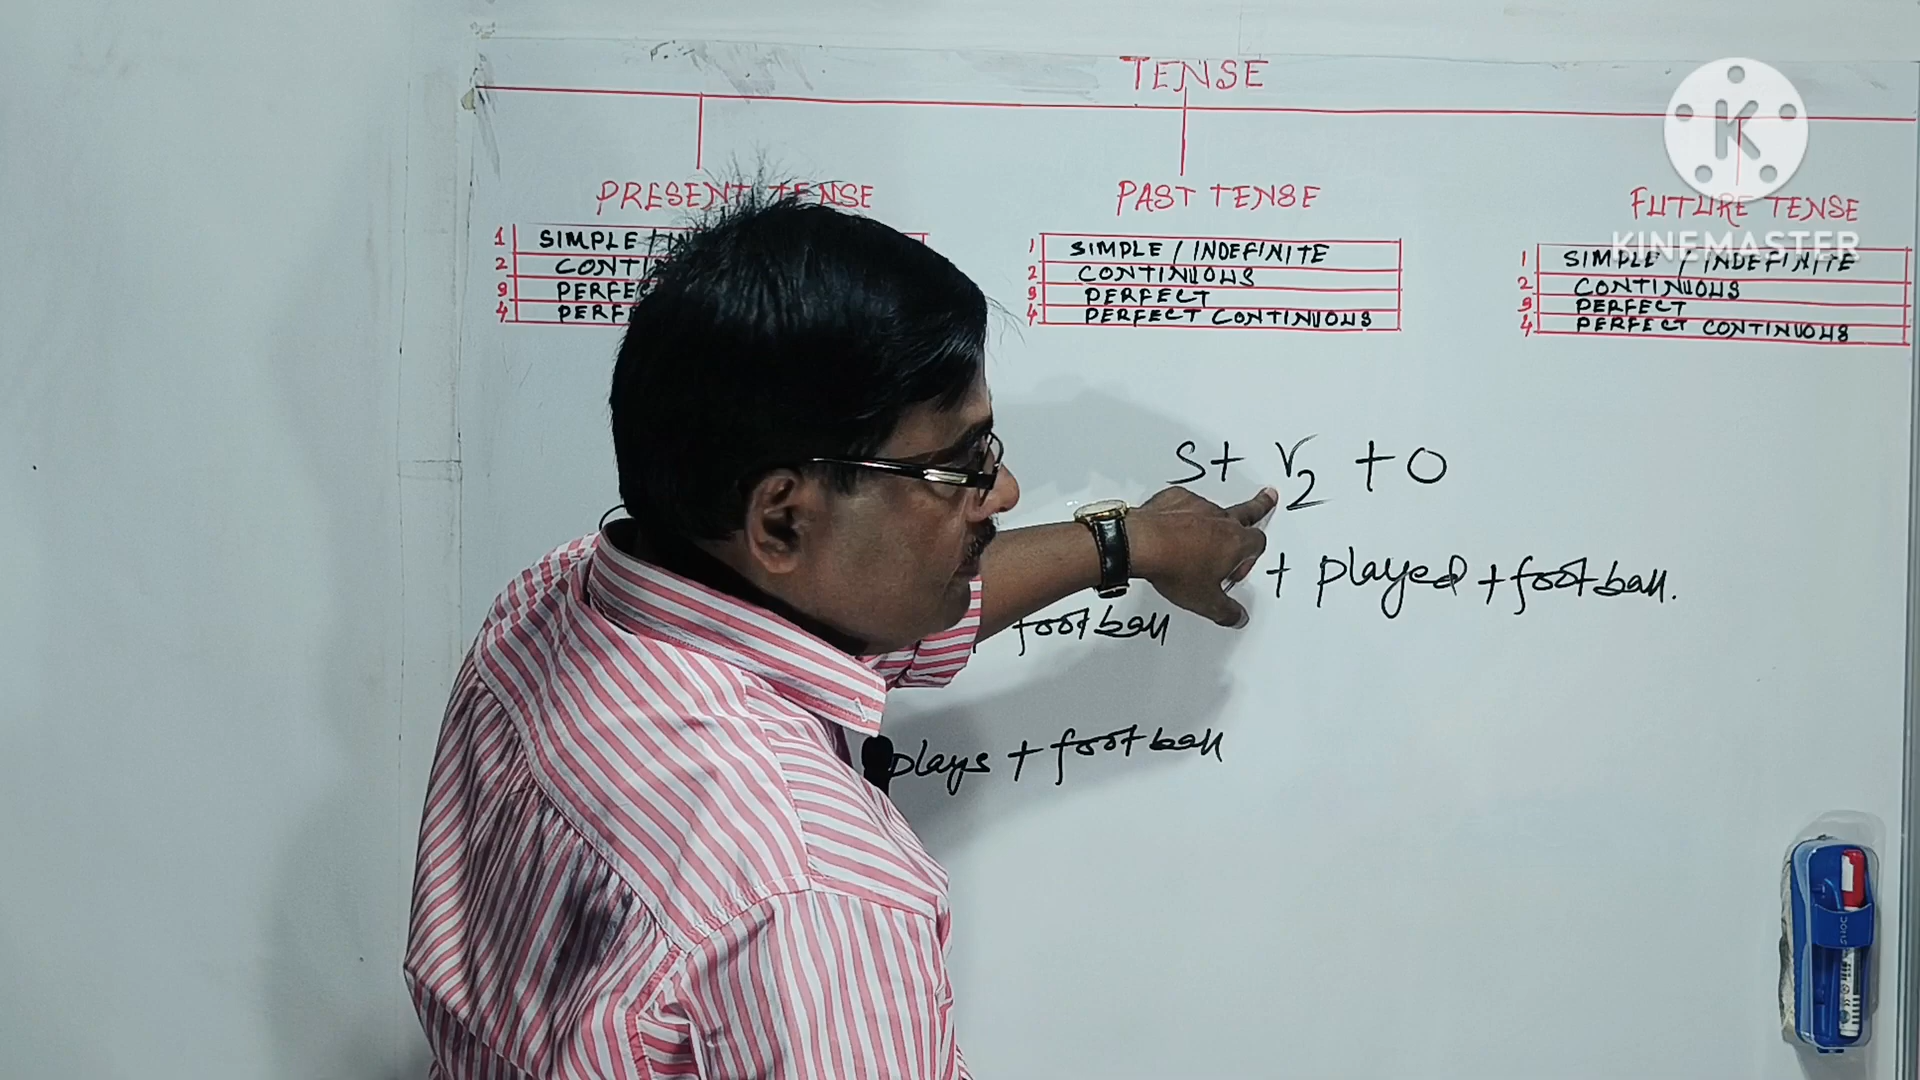 TENSE
K
KINEMASTER
PRESENT TENSE
1 SIMPLE / IN
2 CONTI
3 PERFEC
4 PERF
PAST TENSE
1 SIMPLE / INDEFINITE
2 CONTINUOUS
3 PERFECT
4 PERFECT CONTINUOUS
FUTURE TENSE
1 SIMPLE / INDEFINITE
2 CONTINUOUS
3 PERFECT
4 PERFECT CONTINUOUS
S + V2 + O
+ played + football.
football
plays + football